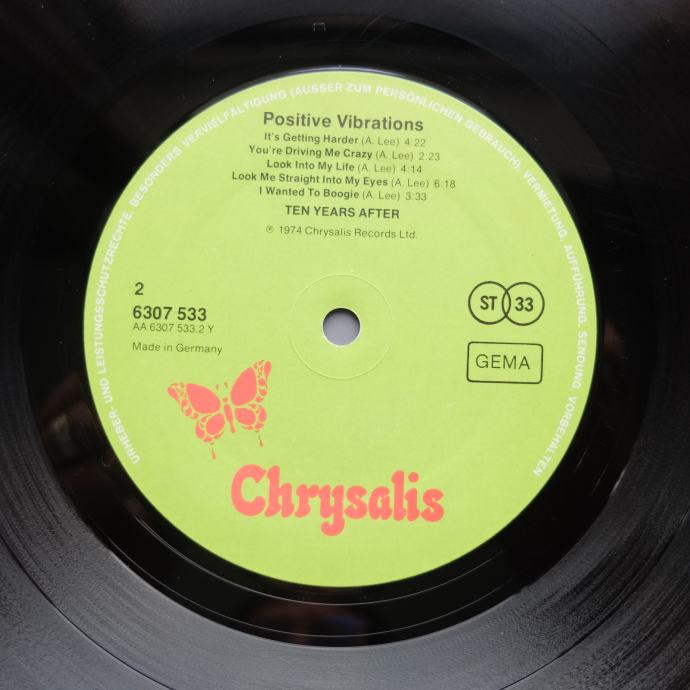 URHEBER- UND LEISTUNGSSCHUTZRECHTE, BESONDERS VERVIELFÄLTIGUNG (AUSSER ZUM PERSÖNLICHEN GEBRAUCH), VERMIETUNG, AUFFÜHRUNG, SENDUNG, VORBEHALTEN
Positive Vibrations
It's Getting Harder (A. Lee) 4:22
You're Driving Me Crazy (A. Lee) 2:23
Look Into My Life (A. Lee) 4:14
Look Me Straight Into My Eyes (A. Lee) 6:18
I Wanted To Boogie (A. Lee) 3:33
TEN YEARS AFTER
℗ 1974 Chrysalis Records Ltd.
2
6307 533
AA 6307 533.2 Y
Made in Germany
ST 33
GEMA
Chrysalis